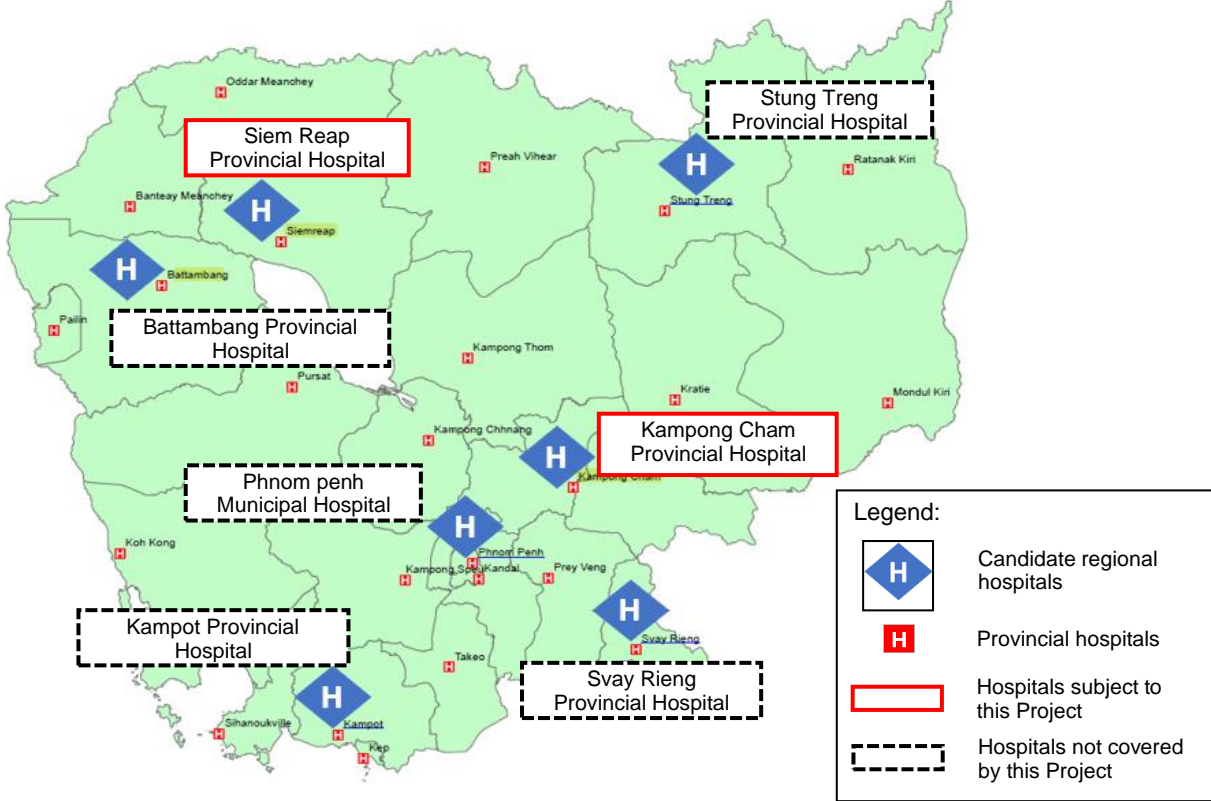 Oddar Meanchey
Stung Treng
Provincial Hospital
Siem Reap
Provincial Hospital
H
Preah Vihear
Ratanak Kiri
Banteay Meanchey
H
Stung Treng
Siemreap
H
Battambang
Pailin
Battambang Provincial
Hospital
Kampong Thom
Pursat
Kratie
Mondul Kiri
Kampong Chhnang
Kampong Cham
Provincial Hospital
H
Kampong Cham
Phnom penh
Municipal Hospital
H
Koh Kong
Phnom Penh
Kampong Speu
Kandal
Prey Veng
H
Svay Rieng
Kampot Provincial
Hospital
Takeo
Svay Rieng
Provincial Hospital
H
Sihanoukville
Kampot
Kep
Legend:
H
Candidate regional
hospitals
H
Provincial hospitals
Hospitals subject to
this Project
Hospitals not covered
by this Project